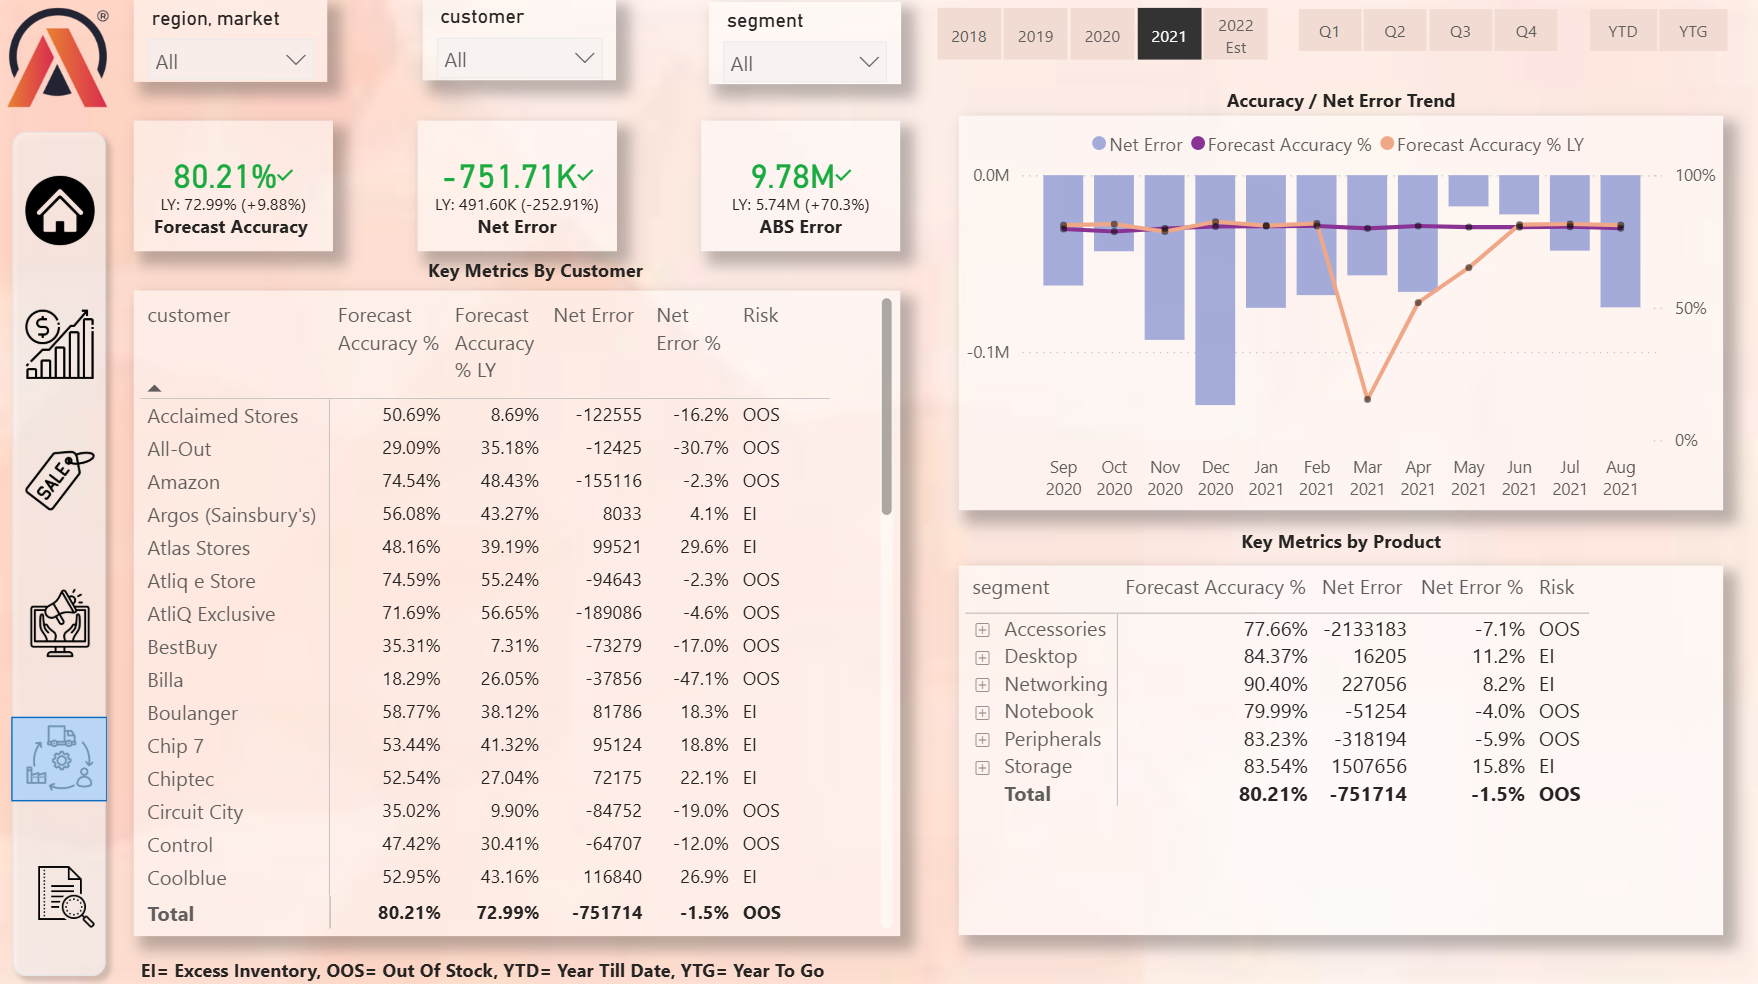 ®
region, market
All
customer
All
segment
All
2018 2019 2020 2021 2022 Est
Q1 Q2 Q3 Q4
YTD YTG
80.21%
LY: 72.99% (+9.88%)
Forecast Accuracy
-751.71K
LY: 491.60K (-252.91%)
Net Error
9.78M
LY: 5.74M (+70.3%)
ABS Error
Key Metrics By Customer
customer Forecast Accuracy % Forecast Accuracy % LY Net Error Net Error % Risk
Acclaimed Stores 50.69% 8.69% -122555 -16.2% OOS
All-Out 29.09% 35.18% -12425 -30.7% OOS
Amazon 74.54% 48.43% -155116 -2.3% OOS
Argos (Sainsbury's) 56.08% 43.27% 8033 4.1% EI
Atlas Stores 48.16% 39.19% 99521 29.6% EI
Atliq e Store 74.59% 55.24% -94643 -2.3% OOS
AtliQ Exclusive 71.69% 56.65% -189086 -4.6% OOS
BestBuy 35.31% 7.31% -73279 -17.0% OOS
Billa 18.29% 26.05% -37856 -47.1% OOS
Boulanger 58.77% 38.12% 81786 18.3% EI
Chip 7 53.44% 41.32% 95124 18.8% EI
Chiptec 52.54% 27.04% 72175 22.1% EI
Circuit City 35.02% 9.90% -84752 -19.0% OOS
Control 47.42% 30.41% -64707 -12.0% OOS
Coolblue 52.95% 43.16% 116840 26.9% EI
Total 80.21% 72.99% -751714 -1.5% OOS
EI= Excess Inventory, OOS= Out Of Stock, YTD= Year Till Date, YTG= Year To Go
$
SALE
Accuracy / Net Error Trend
Net Error Forecast Accuracy % Forecast Accuracy % LY
0.0M 100%
50%
-0.1M
0%
Sep Oct Nov Dec Jan Feb Mar Apr May Jun Jul Aug
2020 2020 2020 2020 2021 2021 2021 2021 2021 2021 2021 2021
Key Metrics by Product
segment Forecast Accuracy % Net Error Net Error % Risk
Accessories 77.66% -2133183 -7.1% OOS
Desktop 84.37% 16205 11.2% EI
Networking 90.40% 227056 8.2% EI
Notebook 79.99% -51254 -4.0% OOS
Peripherals 83.23% -318194 -5.9% OOS
Storage 83.54% 1507656 15.8% EI
Total 80.21% -751714 -1.5% OOS